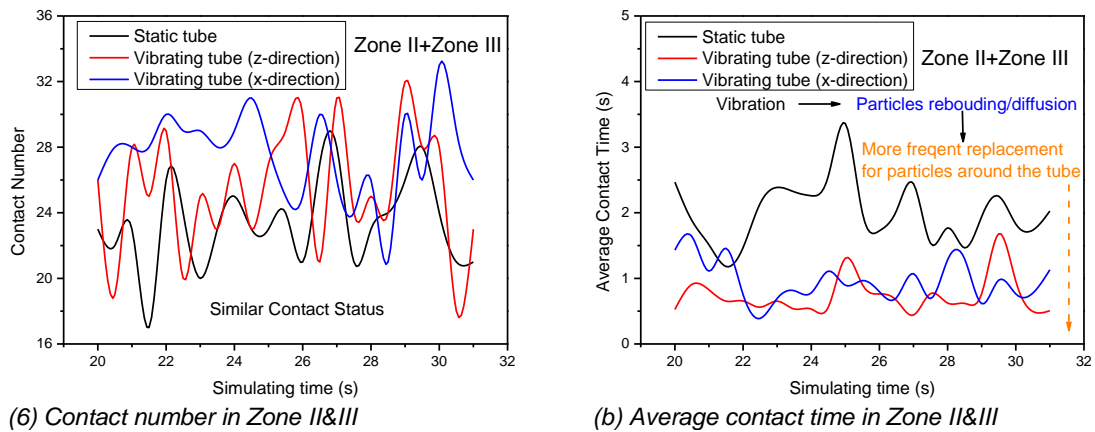 36
32
28
24
20
16
Contact Number
Static tube
Vibrating tube (z-direction)
Vibrating tube (x-direction)
Zone II+Zone III
Similar Contact Status
20 22 24 26 28 30 32
Simulating time (s)
(6) Contact number in Zone II&III
5
4
3
2
1
0
Average Contact Time (s)
Static tube
Vibrating tube (z-direction)
Vibrating tube (x-direction)
Zone II+Zone III
Vibration Particles rebouding/diffusion
More freqent replacement
for particles around the tube
20 22 24 26 28 30 32
Simulating time (s)
(b) Average contact time in Zone II&III